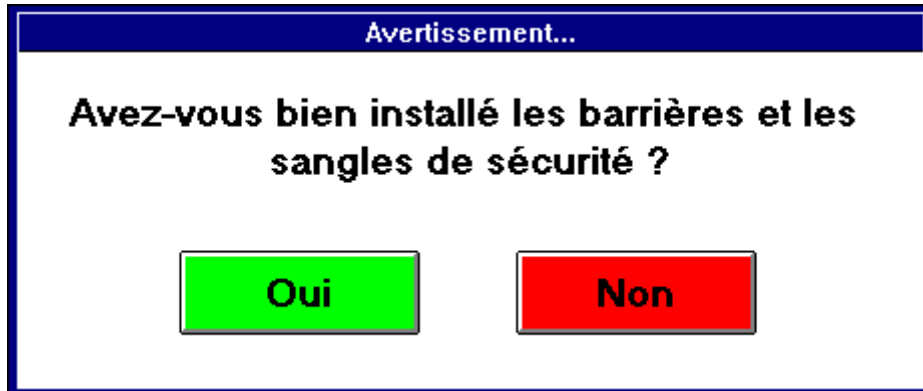 Avertissement...
Avez-vous bien installé les barrières et les
sangles de sécurité ?
Oui
Non